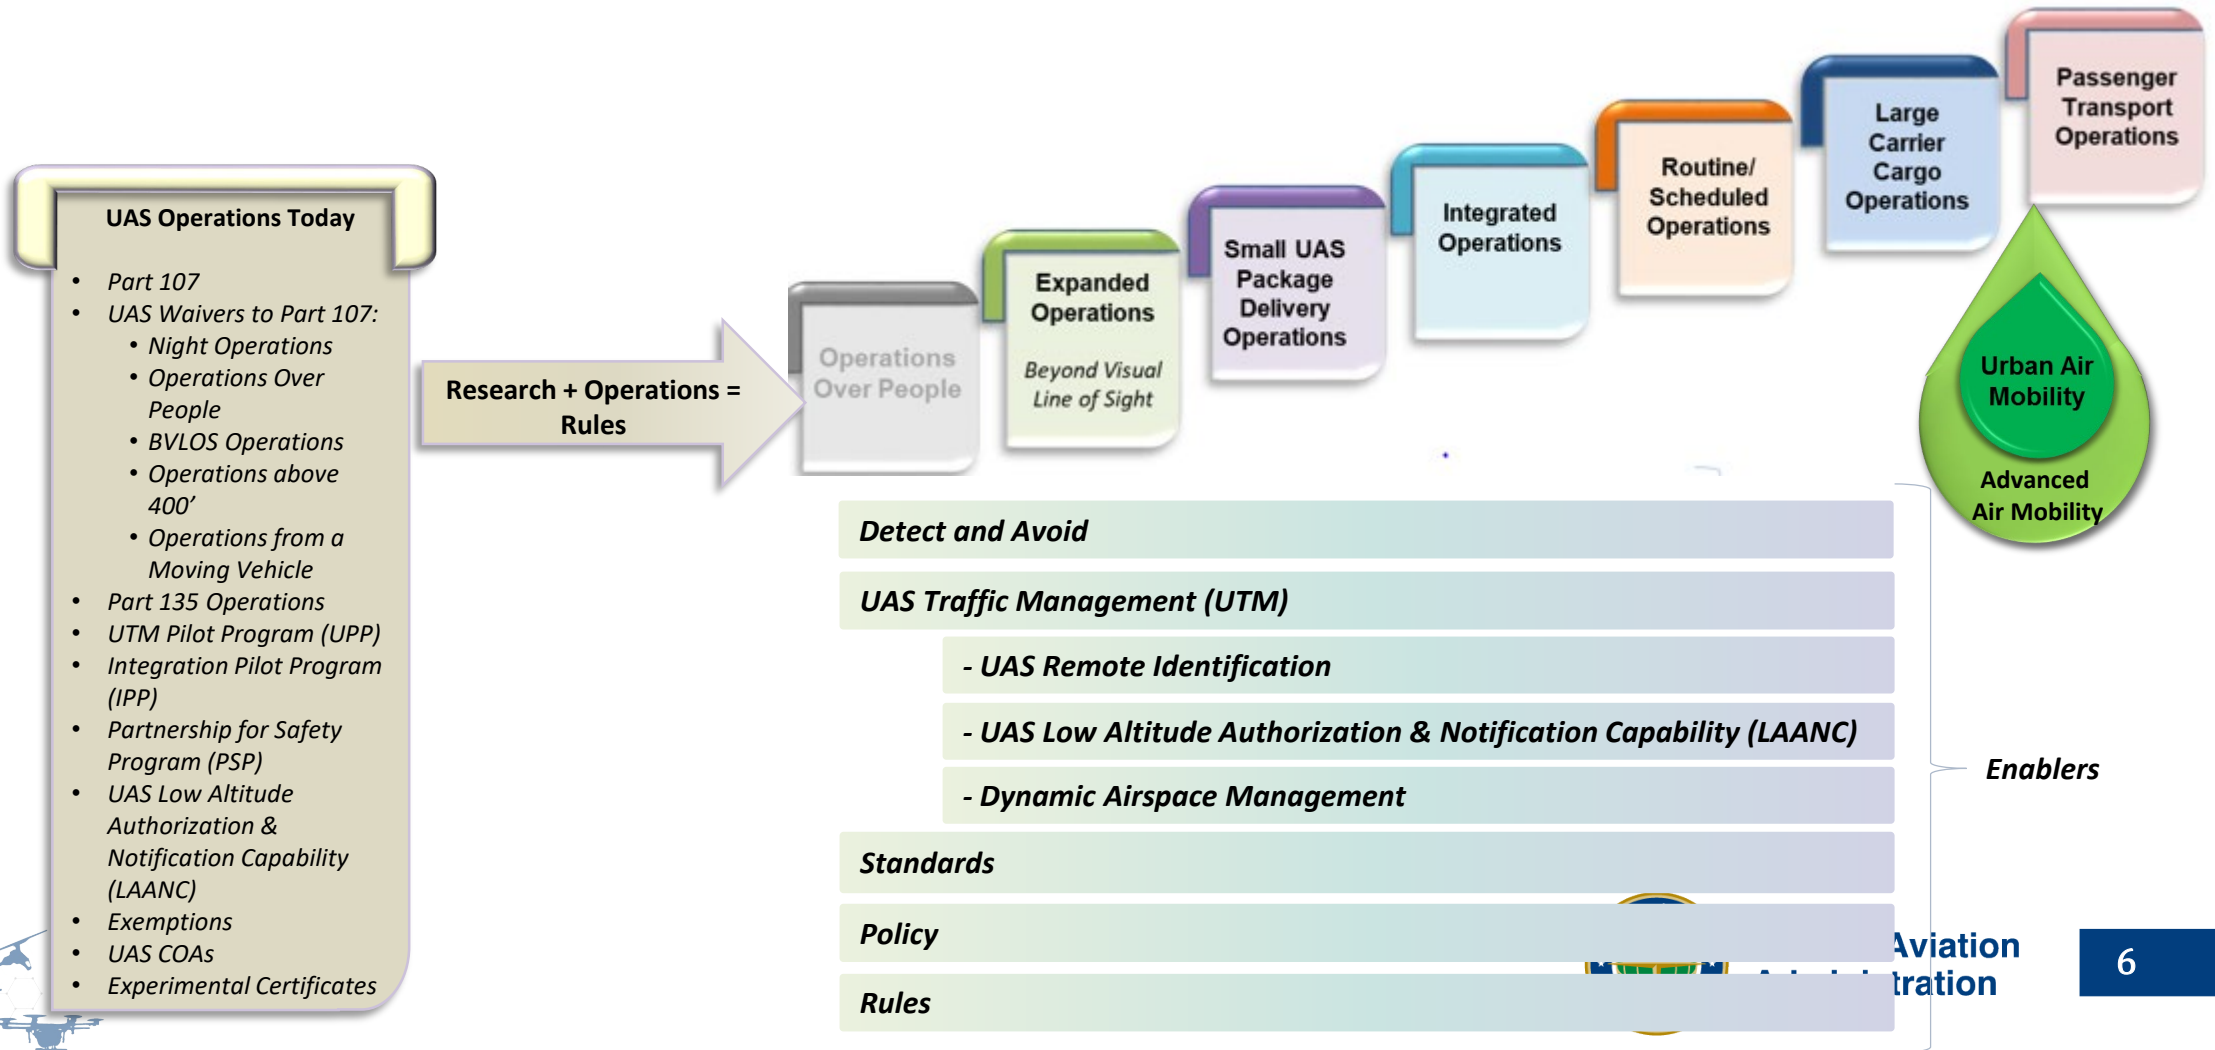 UAS Operations Today
• Part 107
• UAS Waivers to Part 107:
• Night Operations
• Operations Over
People
• BVLOS Operations
• Operations above
400’
• Operations from a
Moving Vehicle
• Part 135 Operations
• UTM Pilot Program (UPP)
• Integration Pilot Program
(IPP)
• Partnership for Safety
Program (PSP)
• UAS Low Altitude
Authorization &
Notification Capability
(LAANC)
• Exemptions
• UAS COAs
• Experimental Certificates
Research + Operations =
Rules
Operations
Over People
Expanded
Operations
Beyond Visual
Line of Sight
Small UAS
Package
Delivery
Operations
Integrated
Operations
Routine/
Scheduled
Operations
Large
Carrier
Cargo
Operations
Passenger
Transport
Operations
Urban Air
Mobility
Advanced
Air Mobility
Detect and Avoid
UAS Traffic Management (UTM)
- UAS Remote Identification
- UAS Low Altitude Authorization & Notification Capability (LAANC)
- Dynamic Airspace Management
Standards
Policy
Rules
Enablers
Aviation
tration
6